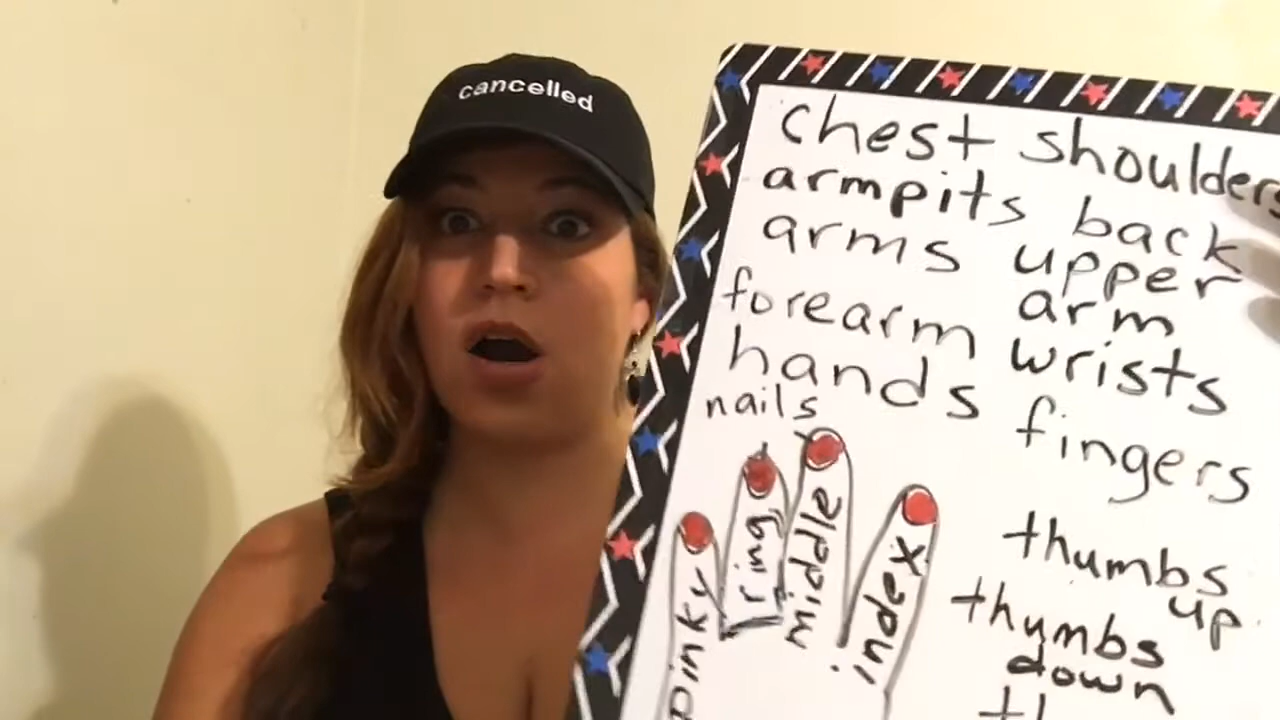 cancelled
chest shoulders
armpits back
arms upper arm
forearm wrists
hands
nails
fingers
pinky
ring
middle
index
thumbs up
thumbs down